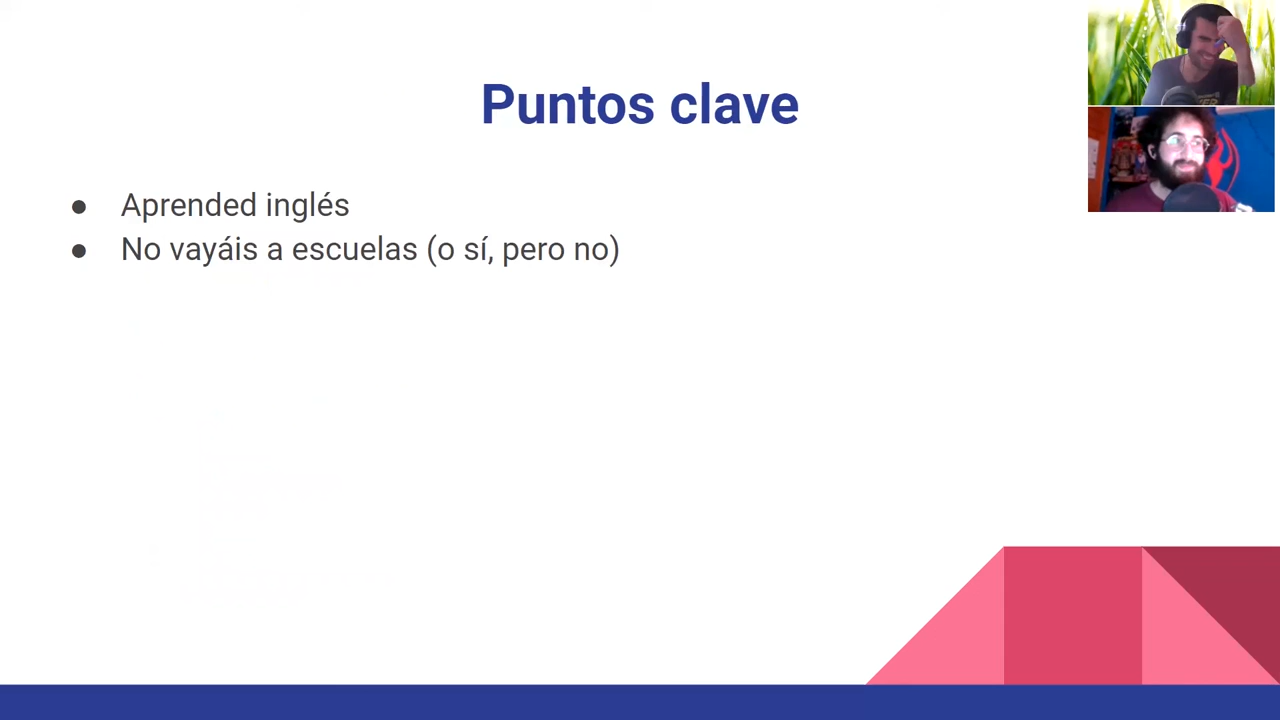 Puntos clave
● Aprended inglés
● No vayáis a escuelas (o sí, pero no)